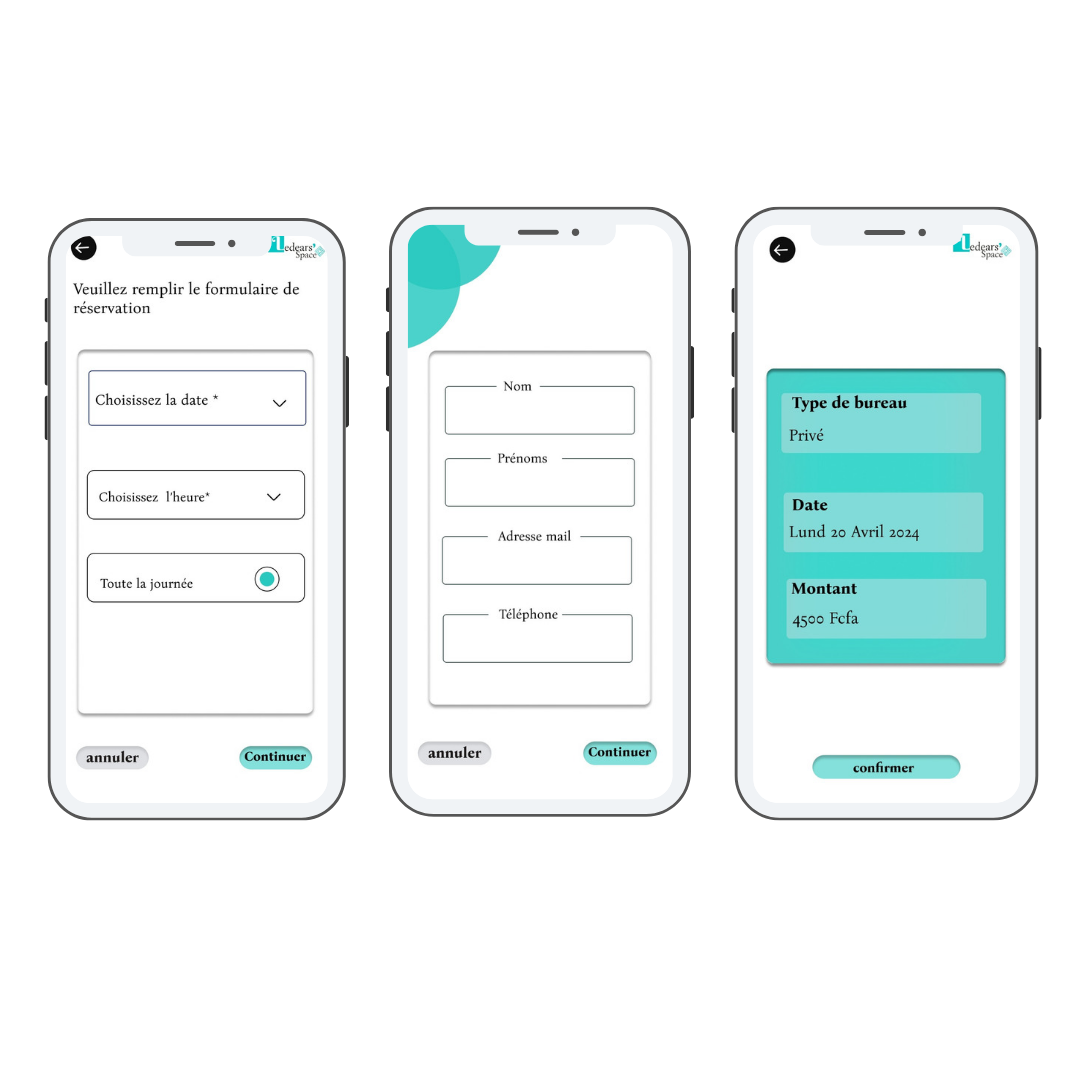 Ledears'
Space
Veuillez remplir le formulaire de
réservation
Choisissez la date *
Choisissez l'heure*
Toute la journée
annuler
Continuer
Nom
Prénoms
Adresse mail
Téléphone
annuler
Continuer
Ledears'
Space
Type de bureau
Privé
Date
Lund 20 Avril 2024
Montant
4500 Fcfa
confirmer